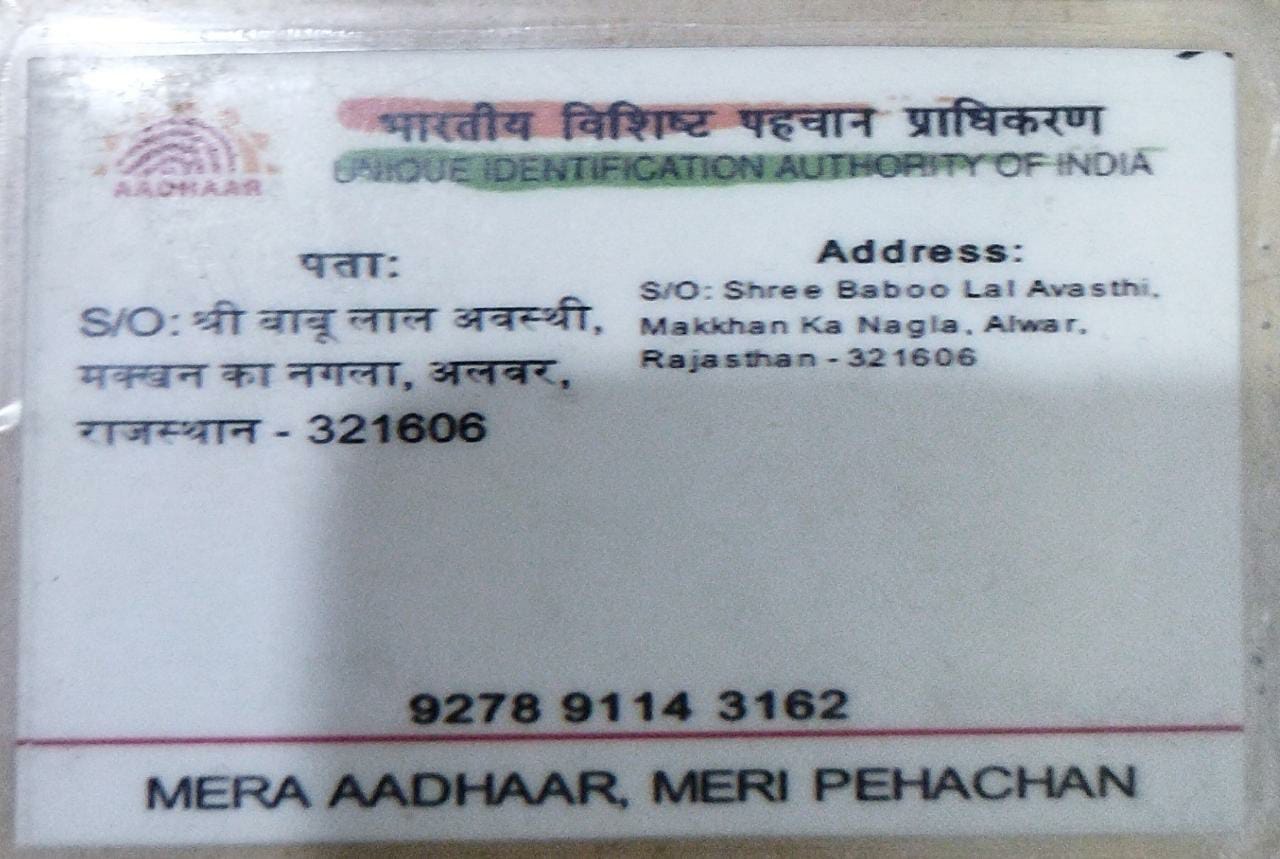 भारतीय विशिष्ट पहचान प्राधिकरण
UNIQUE IDENTIFICATION AUTHORITY OF INDIA
AADHAAR
पता:
S/O: श्री बाबू लाल अवस्थी,
मक्खन का नगला, अलवर,
राजस्थान - 321606
Address:
S/O: Shree Baboo Lal Avasthi,
Makkhan Ka Nagla, Alwar,
Rajasthan - 321606
9278 9114 3162
MERA AADHAAR, MERI PEHACHAN